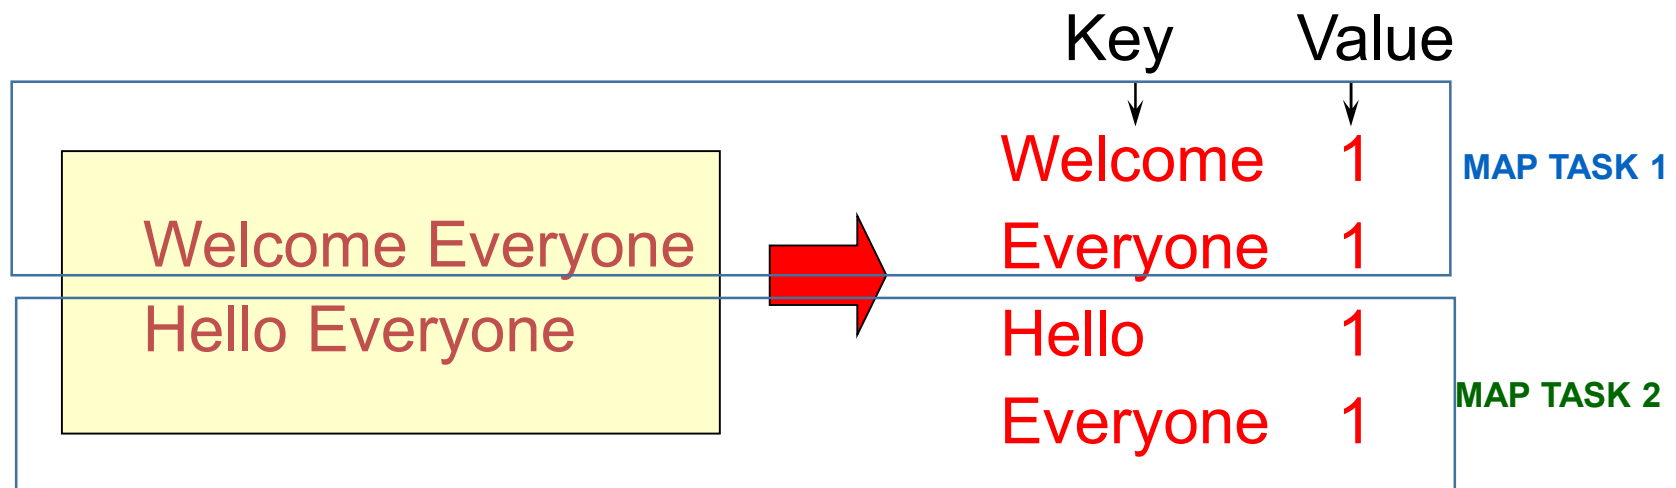 Key Value
Welcome 1
MAP TASK 1
Welcome Everyone
Everyone 1
Hello Everyone
Hello 1
MAP TASK 2
Everyone 1